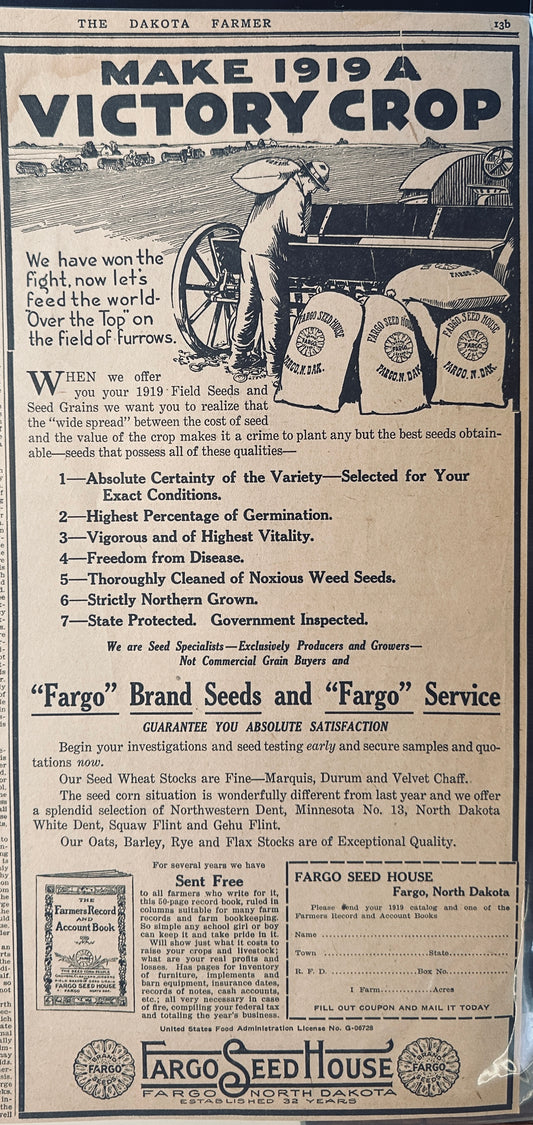 THE DAKOTA FARMER
13b
MAKE 1919 A
VICTORY CROP
We have won the
fight, now let's
feed the world-
"Over the Top" on
the field of furrows.
FARGO SEED HOUSE
FARGO
FARGO, N. DAK.
FARGO SEED HOUSE
FARGO
FARGO, N. DAK.
FARGO SEED HOUSE
FARGO
FARGO, N. DAK.
WHEN we offer
you your 1919 Field Seeds and
Seed Grains we want you to realize that
the "wide spread" between the cost of seed
and the value of the crop makes it a crime to plant any but the best seeds obtain-
able—seeds that possess all of these qualities—
1—Absolute Certainty of the Variety—Selected for Your
Exact Conditions.
2—Highest Percentage of Germination.
3—Vigorous and of Highest Vitality.
4—Freedom from Disease.
5—Thoroughly Cleaned of Noxious Weed Seeds.
6—Strictly Northern Grown.
7—State Protected. Government Inspected.
We are Seed Specialists—Exclusively Producers and Growers—
Not Commercial Grain Buyers and
"Fargo" Brand Seeds and "Fargo" Service
GUARANTEE YOU ABSOLUTE SATISFACTION
Begin your investigations and seed testing early and secure samples and quo-
tations now.
Our Seed Wheat Stocks are Fine—Marquis, Durum and Velvet Chaff.
The seed corn situation is wonderfully different from last year and we offer
a splendid selection of Northwestern Dent, Minnesota No. 13, North Dakota
White Dent, Squaw Flint and Gehu Flint.
Our Oats, Barley, Rye and Flax Stocks are of Exceptional Quality.
THE
FARMERS RECORD
AND
ACCOUNT BOOK
THE SEED CORN PEOPLE
FARGO SEED HOUSE
FARGO NORTH DAK.
For several years we have
Sent Free
to all farmers who write for it,
this 50-page record book, ruled in
columns suitable for many farm
records and farm bookkeeping.
So simple any school girl or boy
can keep it and take pride in it.
Will show just what it costs to
raise your crops and livestock;
what are your real profits and
losses. Has pages for inventory
of furniture, implements and
barn equipment, insurance dates,
records of notes, cash accounts,
etc.; all very necessary in case
of fire, compiling your federal tax
and totaling the year's business.
FARGO SEED HOUSE
Fargo, North Dakota
Please send your 1919 catalog and one of the
Farmers Record and Account Books
Name
Town State
R. F. D. Box No.
I Farm Acres
FILL OUT COUPON AND MAIL IT TODAY
United States Food Administration License No. G-06728
BRAND
FARGO
SEEDS
FARGO SEED HOUSE
FARGO NORTH DAKOTA
ESTABLISHED 32 YEARS
BRAND
FARGO
SEEDS